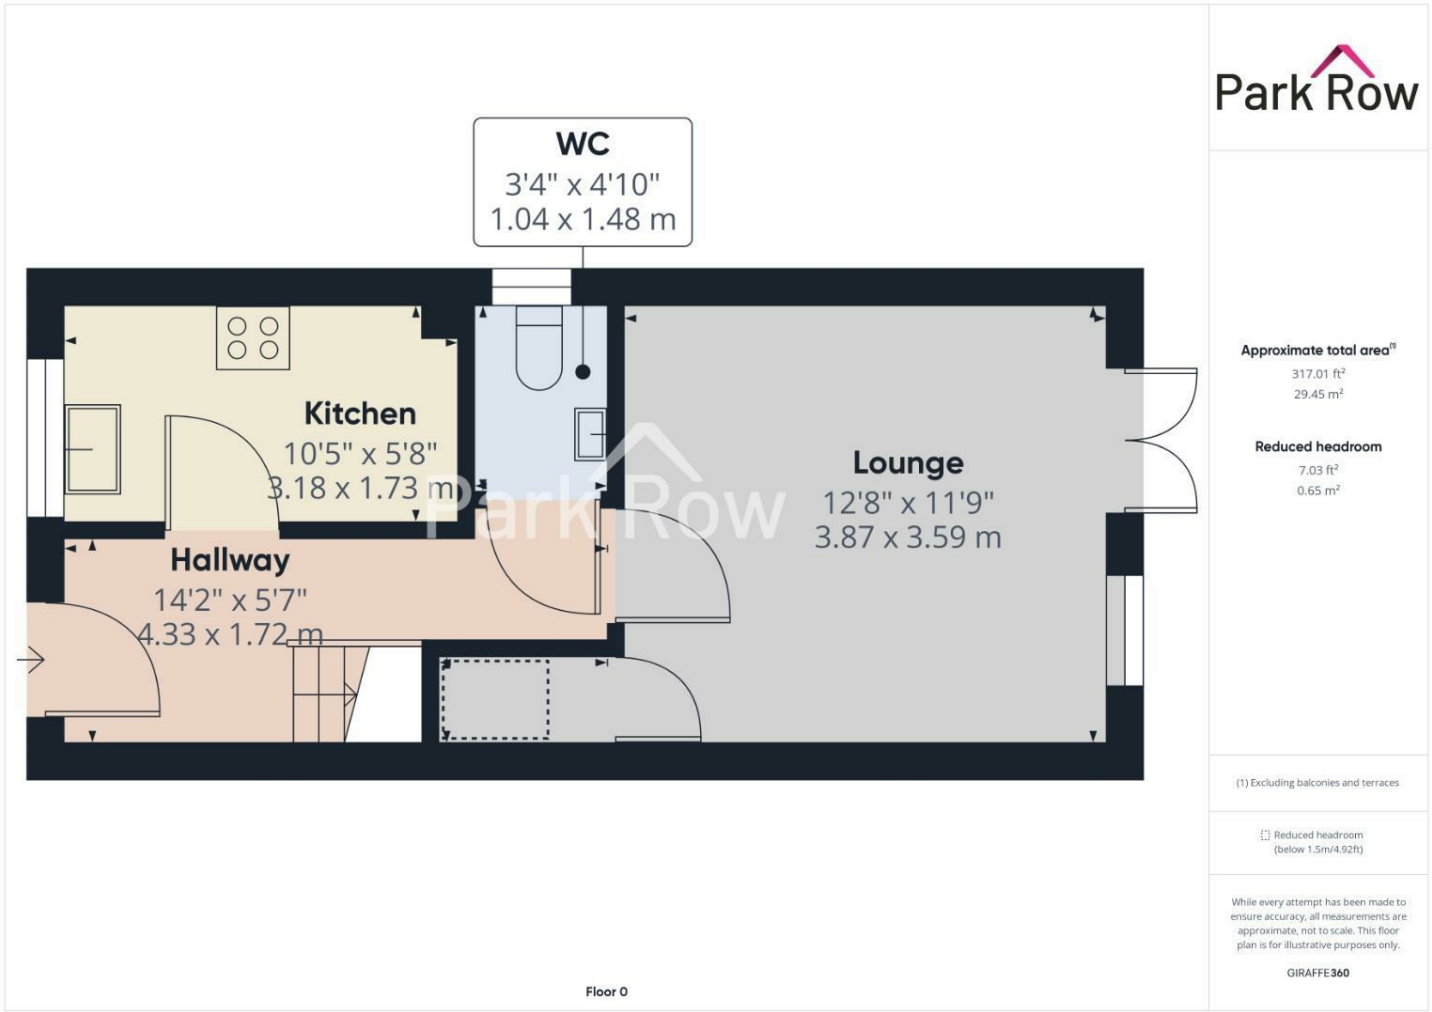 WC
3'4" x 4'10"
1.04 x 1.48 m
Kitchen
10'5" x 5'8"
3.18 x 1.73 m
Park Row
Lounge
12'8" x 11'9"
3.87 x 3.59 m
Hallway
14'2" x 5'7"
4.33 x 1.72 m
Floor 0
Park Row
Approximate total area⁽¹⁾
317.01 ft²
29.45 m²
Reduced headroom
7.03 ft²
0.65 m²
(1) Excluding balconies and terraces
Reduced headroom
(below 1.5m/4.92ft)
While every attempt has been made to
ensure accuracy, all measurements are
approximate, not to scale. This floor
plan is for illustrative purposes only.
GIRAFFE360